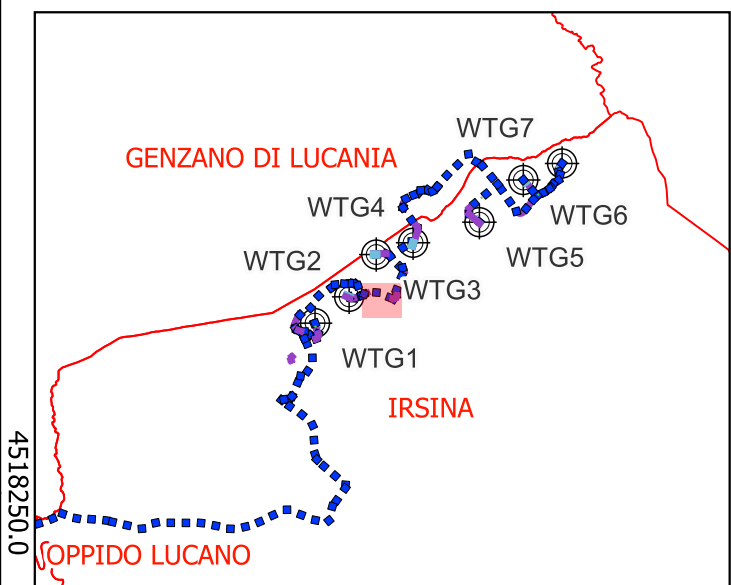 WTG7
GENZANO DI LUCANIA
WTG4
WTG6
WTG2
WTG5
WTG3
WTG1
IRSINA
4518250.0
OPPIDO LUCANO